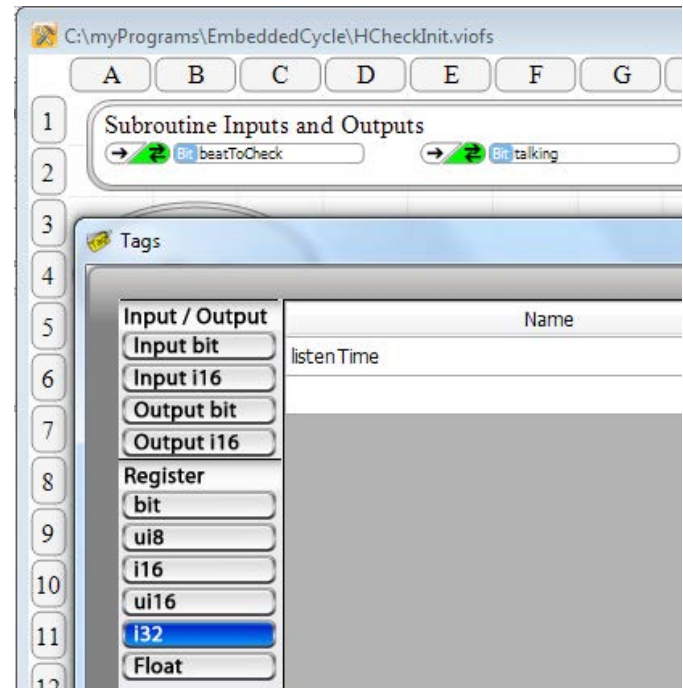 C:\myPrograms\EmbeddedCycle\HCheckInit.viofs
A B C D E F G
1
Subroutine Inputs and Outputs
Bit beatToCheck Bit talking
2
3
Tags
4
5
Input / Output Name
Input bit listenTime
6
Input i16
Output bit
7
Output i16
8
Register
bit
9
ui8
i16
10
ui16
11
i32
Float
12